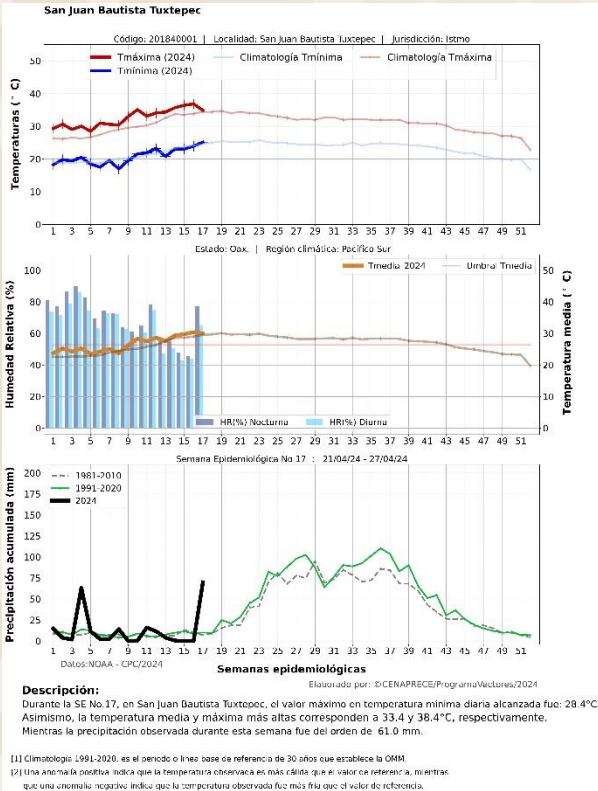 San Juan Bautista Tuxtepec
Código: 201840001 | Localidad: San Juan Bautista Tuxtepec | Jurisdicción: Istmo
Tmáxima (2024)
Tmínima (2024)
Climatología Tmínima
Climatología Tmáxima
Temperaturas (° C)
50
40
30
20
10
0
1 3 5 7 9 11 13 15 17 19 21 23 25 27 29 31 33 35 37 39 41 43 45 47 49 51
Estado: Oax. | Región climática: Pacífico Sur
Tmedia 2024
Umbral Tmedia
Humedad Relativa (%)
100
80
60
40
20
0
Temperatura media (° C)
50
40
30
20
10
0
HR(%) Nocturna
HR(%) Diurna
1 3 5 7 9 11 13 15 17 19 21 23 25 27 29 31 33 35 37 39 41 43 45 47 49 51
Semana Epidemiológica No 17 : 21/04/24 - 27/04/24
1981-2010
1991-2020
2024
Precipitación acumulada (mm)
200
175
150
125
100
75
50
25
0
1 3 5 7 9 11 13 15 17 19 21 23 25 27 29 31 33 35 37 39 41 43 45 47 49 51
Datos:NOAA - CPC/2024
Semanas epidemiológicas
Elaborado por: ©CENAPRECE/ProgramaVectores/2024
Descripción:
Durante la SE No.17, en San Juan Bautista Tuxtepec, el valor máximo en temperatura mínima diaria alcanzada fue: 28.4°C
Asimismo, la temperatura media y máxima más altas corresponden a 33.4 y 38.4°C, respectivamente.
Mientras la precipitación observada durante esta semana fue del orden de 61.0 mm.
[1] Climatología 1991-2020, es el periodo o línea base de referencia de 30 años que establece la OMM.
[2] Una anomalía positiva indica que la temperatura observada es más cálida que el valor de referencia, mientras
que una anomalía negativa indica que la temperatura observada fue más fría que el valor de referencia.